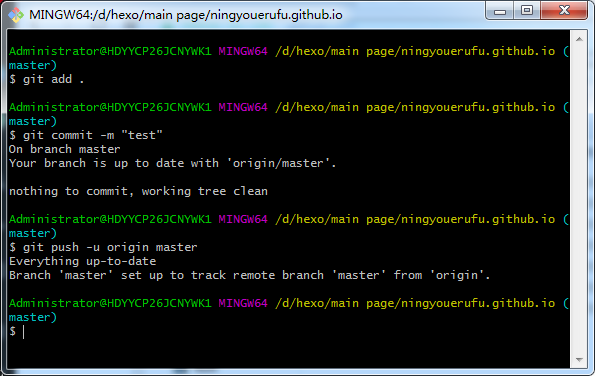 MINGW64:/d/hexo/main page/ningyouerufu.github.io
Administrator@HDYYCP26JCNYWK1 MINGW64 /d/hexo/main page/ningyouerufu.github.io (
master)
$ git add .
Administrator@HDYYCP26JCNYWK1 MINGW64 /d/hexo/main page/ningyouerufu.github.io (
master)
$ git commit -m "test"
On branch master
Your branch is up to date with 'origin/master'.
nothing to commit, working tree clean
Administrator@HDYYCP26JCNYWK1 MINGW64 /d/hexo/main page/ningyouerufu.github.io (
master)
$ git push -u origin master
Everything up-to-date
Branch 'master' set up to track remote branch 'master' from 'origin'.
Administrator@HDYYCP26JCNYWK1 MINGW64 /d/hexo/main page/ningyouerufu.github.io (
master)
$